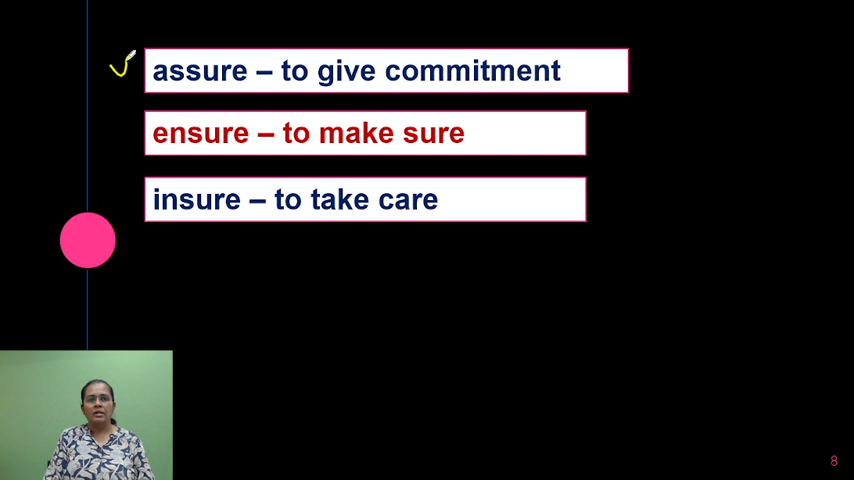 assure – to give commitment
ensure – to make sure
insure – to take care
8